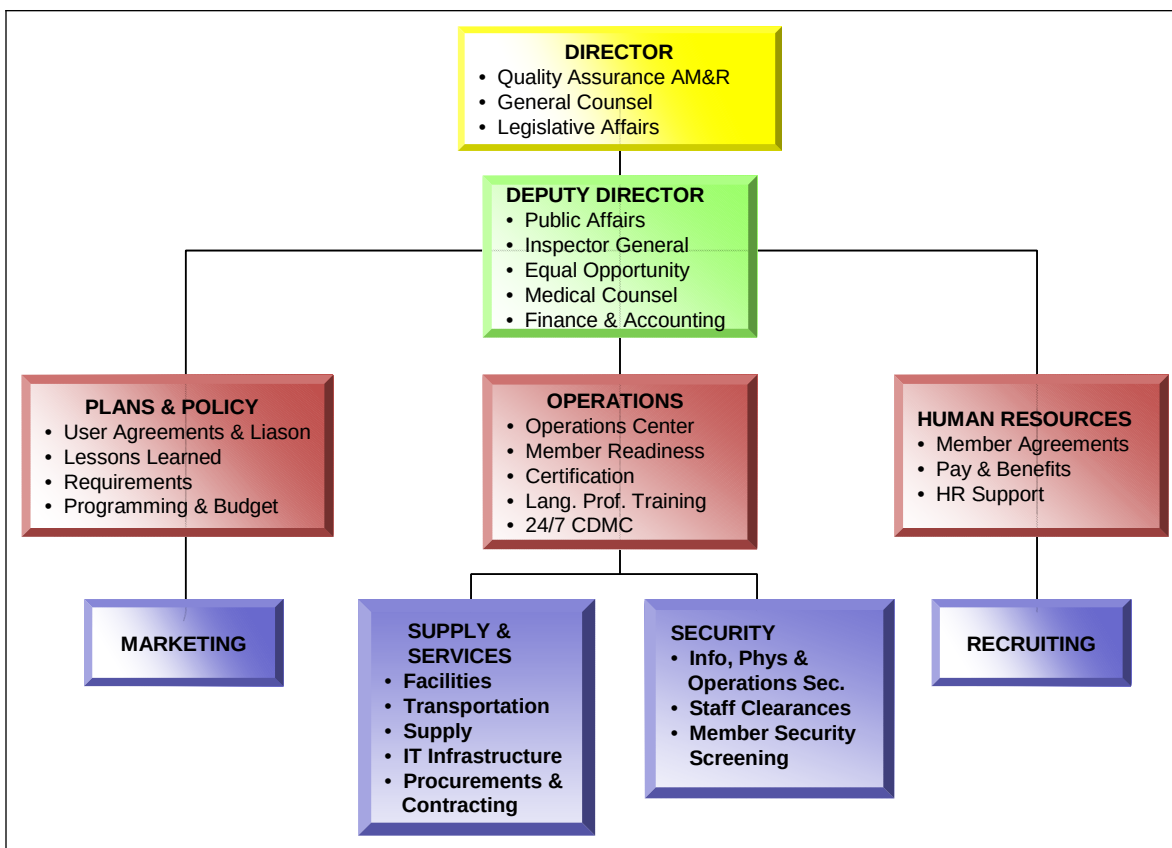 DIRECTOR
• Quality Assurance AM&R
• General Counsel
• Legislative Affairs
DEPUTY DIRECTOR
• Public Affairs
• Inspector General
• Equal Opportunity
• Medical Counsel
• Finance & Accounting
PLANS & POLICY
• User Agreements & Liason
• Lessons Learned
• Requirements
• Programming & Budget
OPERATIONS
• Operations Center
• Member Readiness
• Certification
• Lang. Prof. Training
• 24/7 CDMC
HUMAN RESOURCES
• Member Agreements
• Pay & Benefits
• HR Support
MARKETING
SUPPLY &
SERVICES
• Facilities
• Transportation
• Supply
• IT Infrastructure
• Procurements &
Contracting
SECURITY
• Info, Phys &
Operations Sec.
• Staff Clearances
• Member Security
Screening
RECRUITING